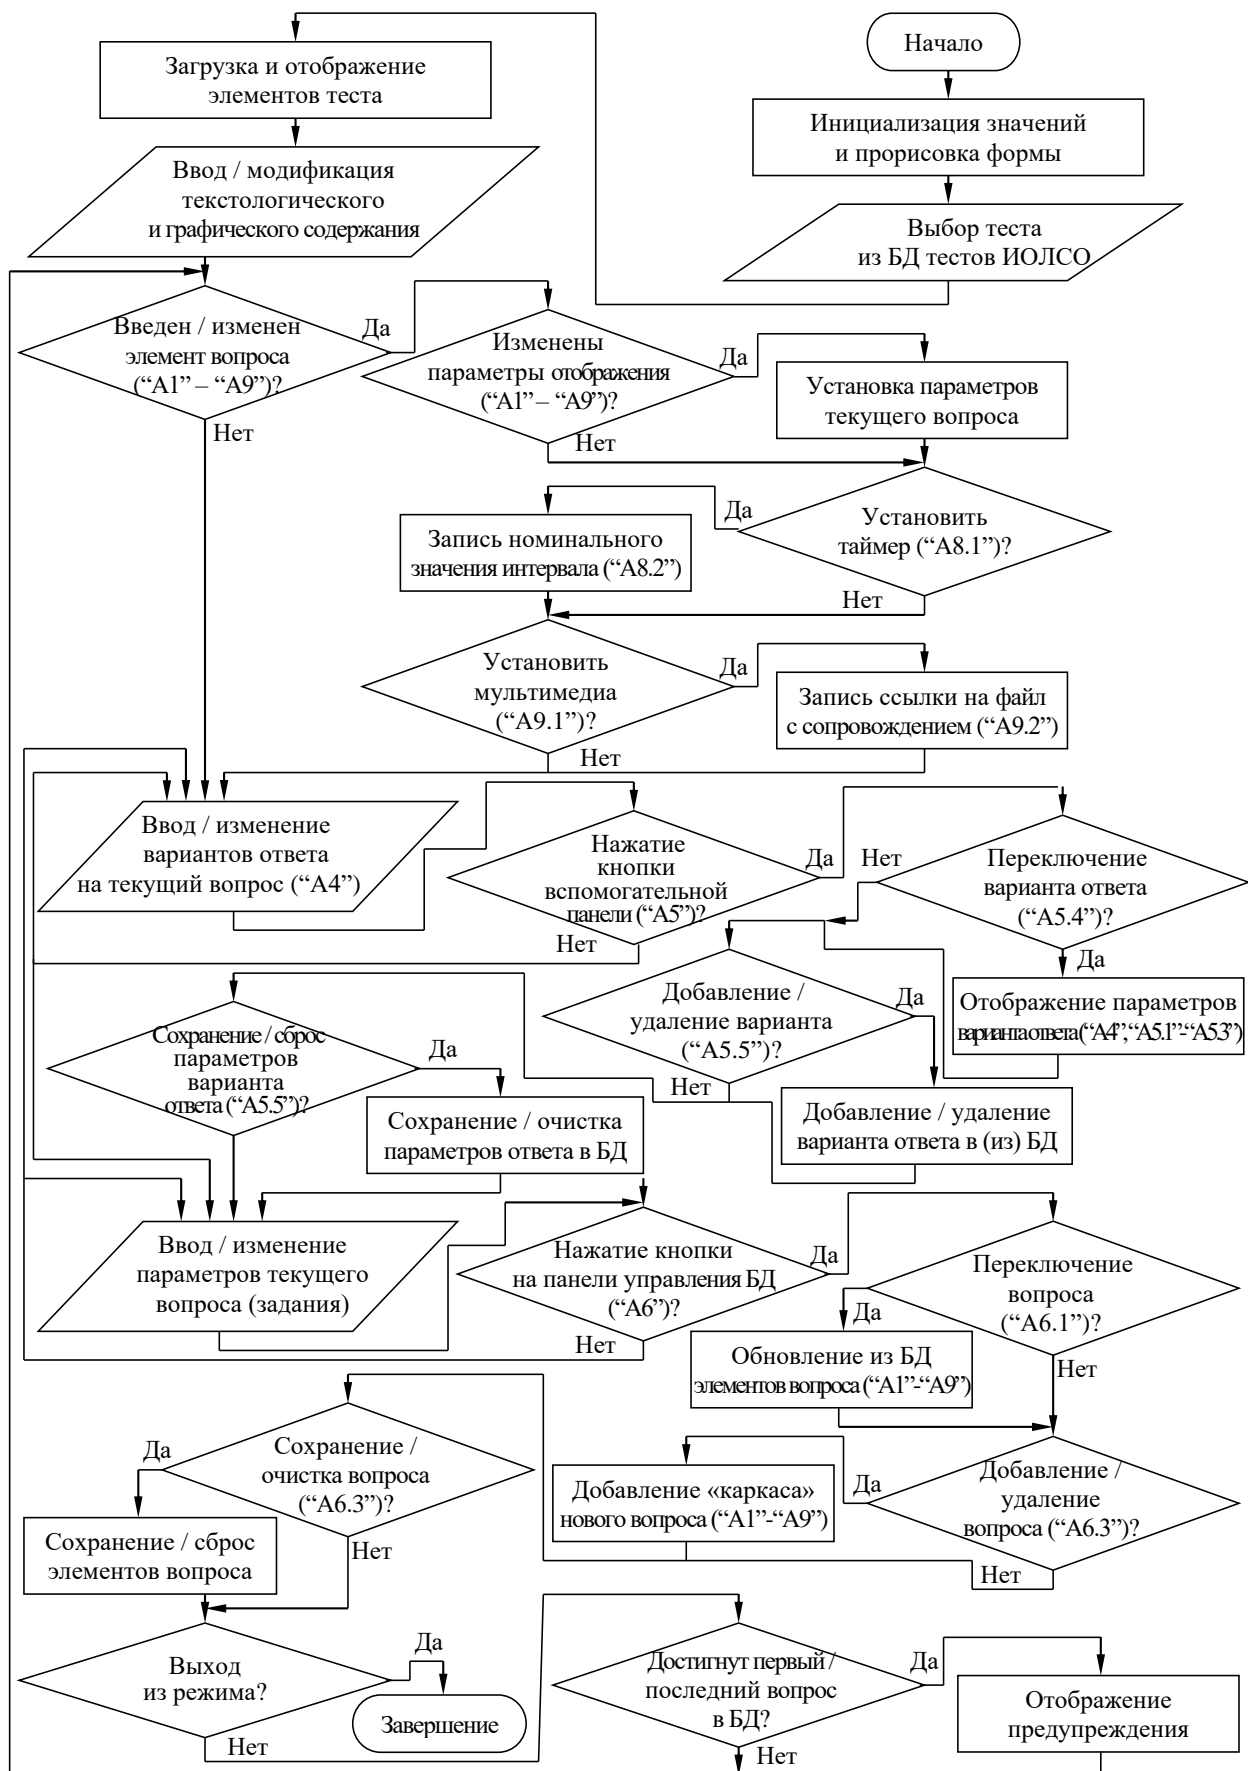 Начало
Инициализация значений
и прорисовка формы
Выбор теста
из БД тестов ИОЛСО
Загрузка и отображение
элементов теста
Ввод / модификация
текстологического
и графического содержания
Введен / изменен
элемент вопроса
(“А1” – “А9”)?
Да
Нет
Изменены
параметры отображения
(“А1” – “А9”)?
Да
Нет
Установка параметров
текущего вопроса
Установить
таймер (“А8.1”)?
Да
Нет
Запись номинального
значения интервала (“А8.2”)
Установить
мультимедиа
(“А9.1”)?
Да
Нет
Запись ссылки на файл
с сопровождением (“А9.2”)
Ввод / изменение
вариантов ответа
на текущий вопрос (“А4”)
Нажатие
кнопки
вспомогательной
панели (“А5”)?
Да
Нет
Переключение
варианта ответа
(“А5.4”)?
Нет
Да
Отображение параметров
варианта ответа (“А4”, “А5.1”-“А5.3”)
Добавление /
удаление варианта
(“А5.5”)?
Да
Нет
Добавление / удаление
варианта ответа в (из) БД
Сохранение / сброс
параметров
варианта
ответа (“А5.5”)?
Да
Сохранение / очистка
параметров ответа в БД
Ввод / изменение
параметров текущего
вопроса (задания)
Нажатие кнопки
на панели управления БД
(“А6”)?
Да
Нет
Переключение
вопроса
(“А6.1”)?
Да
Нет
Обновление из БД
элементов вопроса (“А1”-“А9”)
Добавление /
удаление
вопроса (“А6.3”)?
Да
Нет
Добавление «каркаса»
нового вопроса (“А1”-“А9”)
Сохранение /
очистка вопроса
(“А6.3”)?
Да
Нет
Сохранение / сброс
элементов вопроса
Выход
из режима?
Да
Нет
Завершение
Достигнут первый /
последний вопрос
в БД?
Да
Нет
Отображение
предупреждения